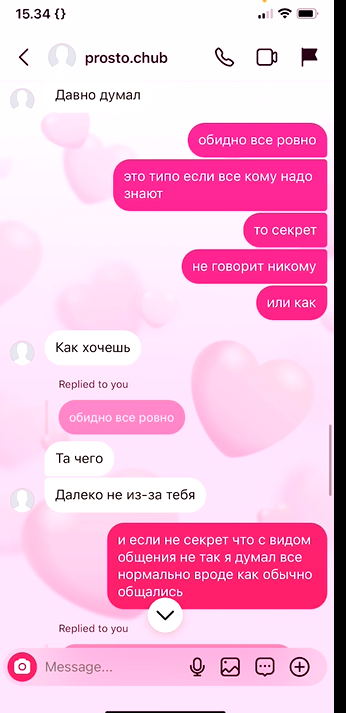 15.34 {}
prosto.chub
Давно думал
обидно все ровно
это типо если все кому надо
знают
то секрет
не говорит никому
или как
Как хочешь
Replied to you
обидно все ровно
Та чего
Далеко не из-за тебя
и если не секрет что с видом
общения не так я думал все
нормально вроде как обычно
общались
Replied to you
Message...